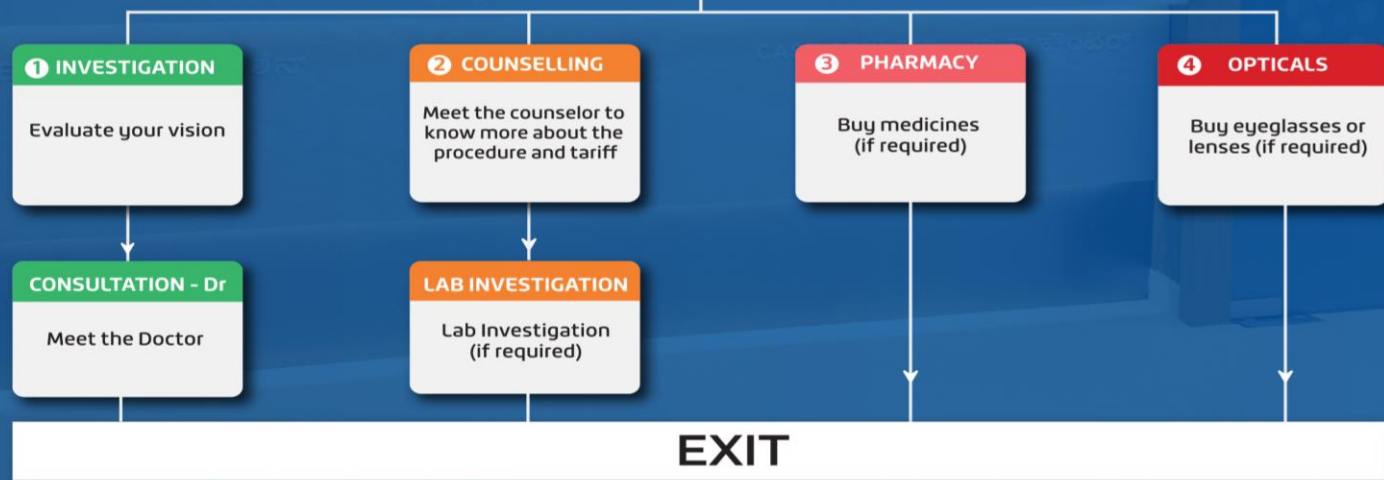 1 INVESTIGATION
Evaluate your vision
CONSULTATION - Dr
Meet the Doctor
2 COUNSELLING
Meet the counselor to
know more about the
procedure and tariff
LAB INVESTIGATION
Lab Investigation
(if required)
3 PHARMACY
Buy medicines
(if required)
4 OPTICALS
Buy eyeglasses or
lenses (if required)
EXIT